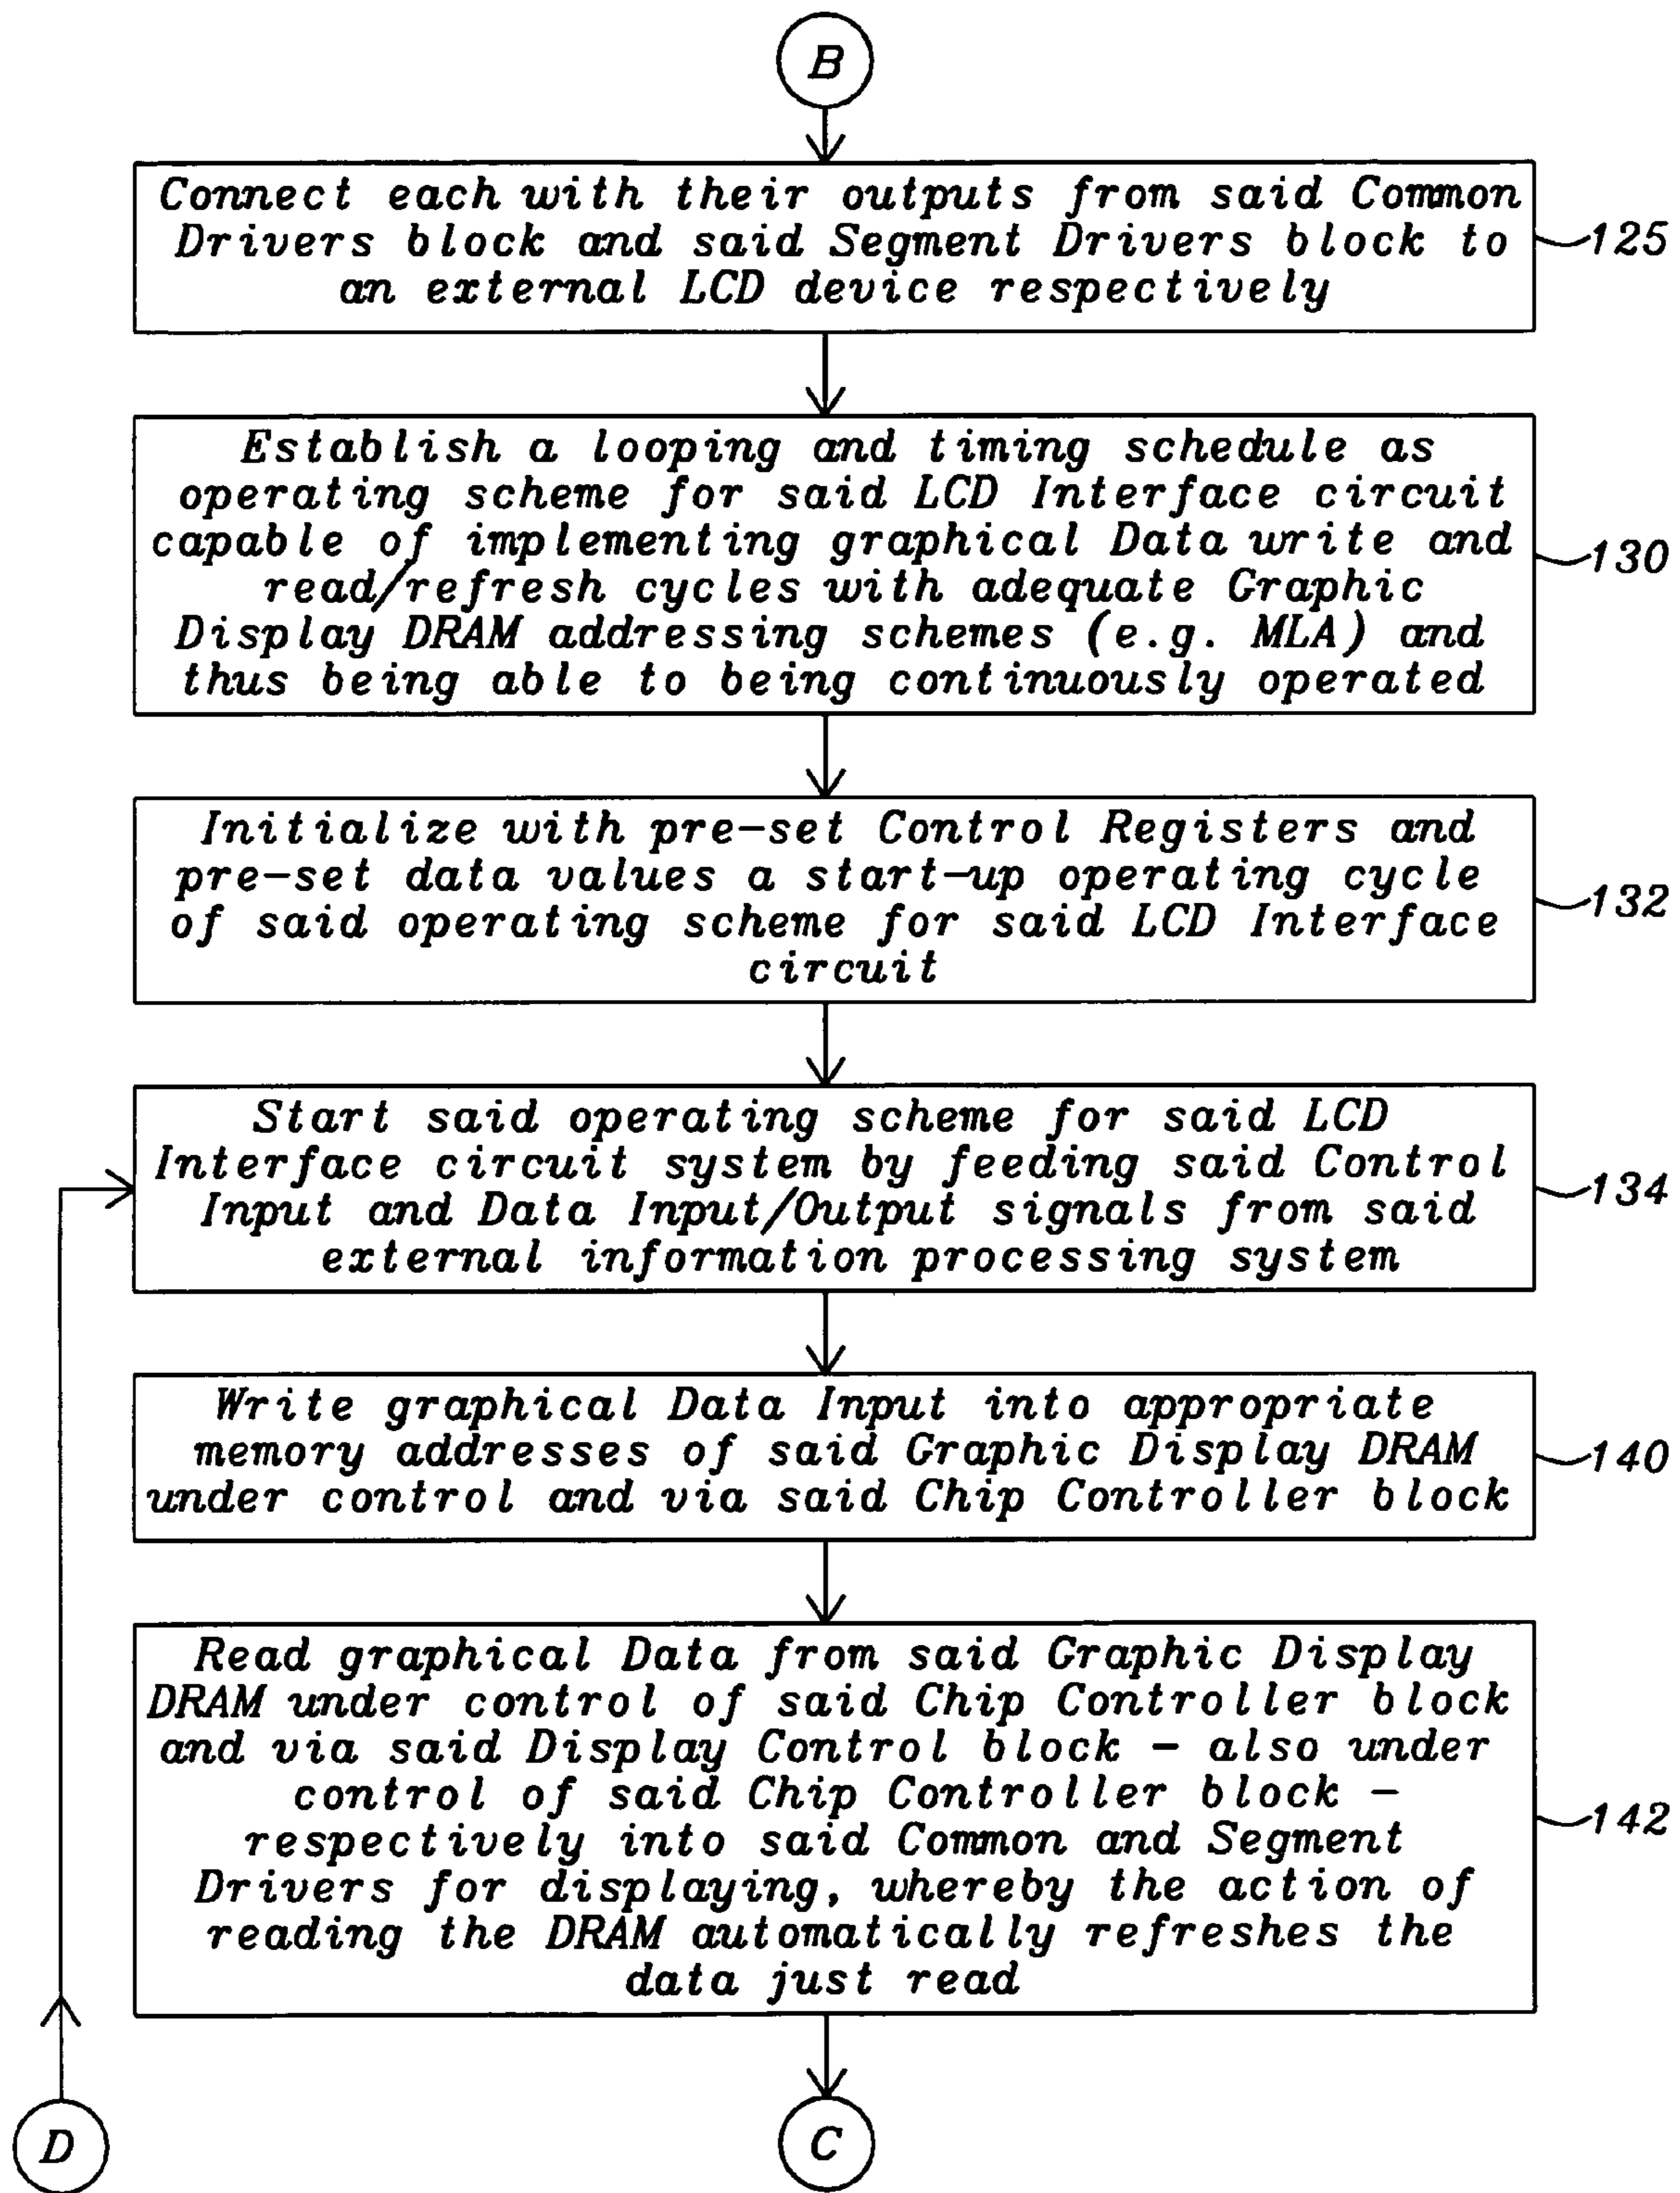 B
Connect each with their outputs from said Common
Drivers block and said Segment Drivers block to
an external LCD device respectively
125
Establish a looping and timing schedule as
operating scheme for said LCD Interface circuit
capable of implementing graphical Data write and
read/refresh cycles with adequate Graphic
Display DRAM addressing schemes (e.g. MLA) and
thus being able to being continuously operated
130
Initialize with pre-set Control Registers and
pre-set data values a start-up operating cycle
of said operating scheme for said LCD Interface
circuit
132
Start said operating scheme for said LCD
Interface circuit system by feeding said Control
Input and Data Input/Output signals from said
external information processing system
134
Write graphical Data Input into appropriate
memory addresses of said Graphic Display DRAM
under control and via said Chip Controller block
140
Read graphical Data from said Graphic Display
DRAM under control of said Chip Controller block
and via said Display Control block - also under
control of said Chip Controller block -
respectively into said Common and Segment
Drivers for displaying, whereby the action of
reading the DRAM automatically refreshes the
data just read
142
D
C